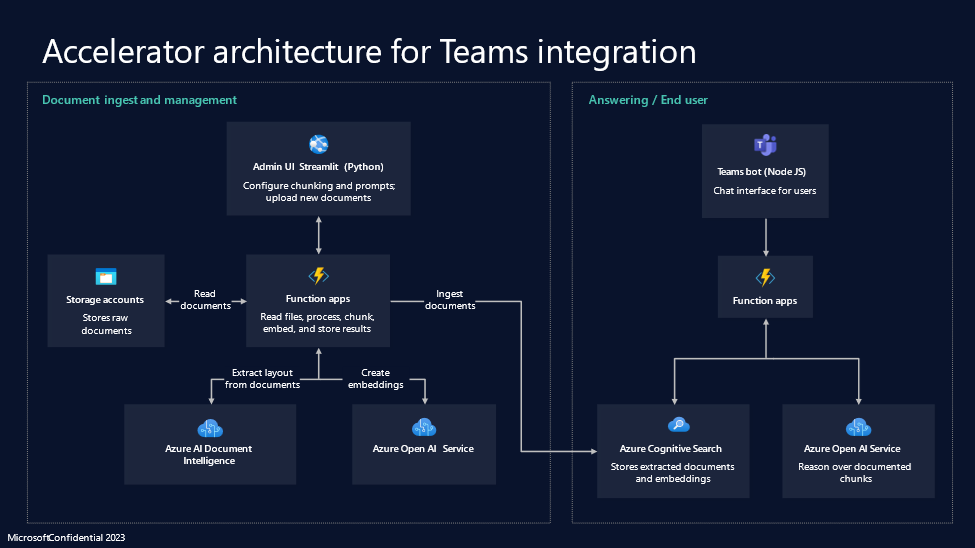 Accelerator architecture for Teams integration
Document ingest and management
Admin UI Streamlit (Python)
Configure chunking and prompts;
upload new documents
Storage accounts
Stores raw
documents
Read
documents
Function apps
Read files, process, chunk,
embed, and store results
Ingest
documents
Extract layout
from documents
Create
embeddings
Azure AI Document
Intelligence
Azure Open AI Service
Answering / End user
Teams bot (Node JS)
Chat interface for users
Function apps
Azure Cognitive Search
Stores extracted documents
and embeddings
Azure Open AI Service
Reason over documented
chunks
MicrosoftConfidential 2023